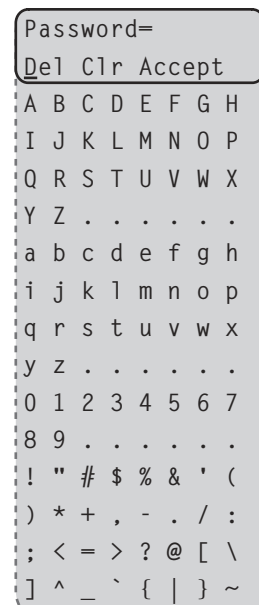 Password=
Del Clr Accept
A B C D E F G H
I J K L M N O P
Q R S T U V W X
Y Z . . . . . .
a b c d e f g h
i j k l m n o p
q r s t u v w x
y z . . . . . .
0 1 2 3 4 5 6 7
8 9 . . . . . .
! " # $ % & ' (
) * + , - . / :
; < = > ? @ [ \
] ^ _ ` { | } ~